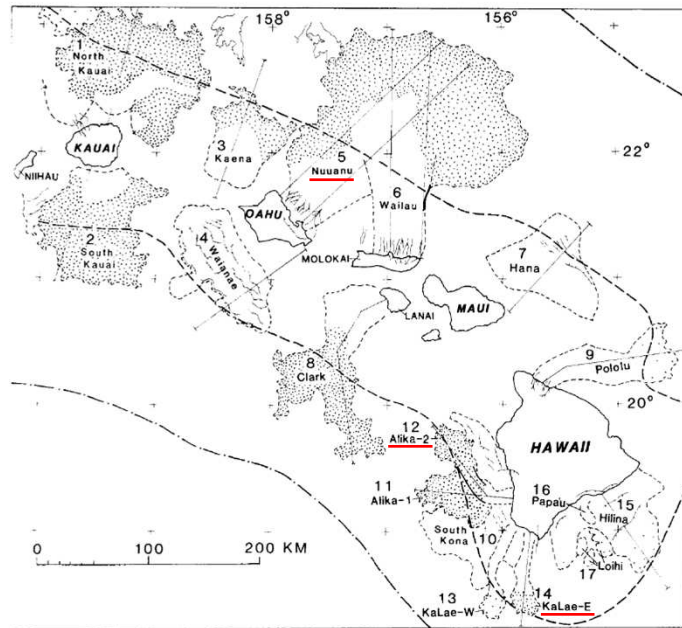 158°
156°
1
North
Kauai
KAUAI
NIIHAU
3
Kaena
5
Nuuanu
22°
6
Wailau
OAHU
2
South
Kauai
4
Waianae
MOLOKAI
7
Hana
LANAI
MAUI
8
Clark
9
Pololu
20°
12
Alika-2
HAWAII
11
Alika-1
16
Papa'u
15
Hilina
South
Kona
10
Loihi
17
0 100 200 KM
13
KaLae-W
14
KaLae-E